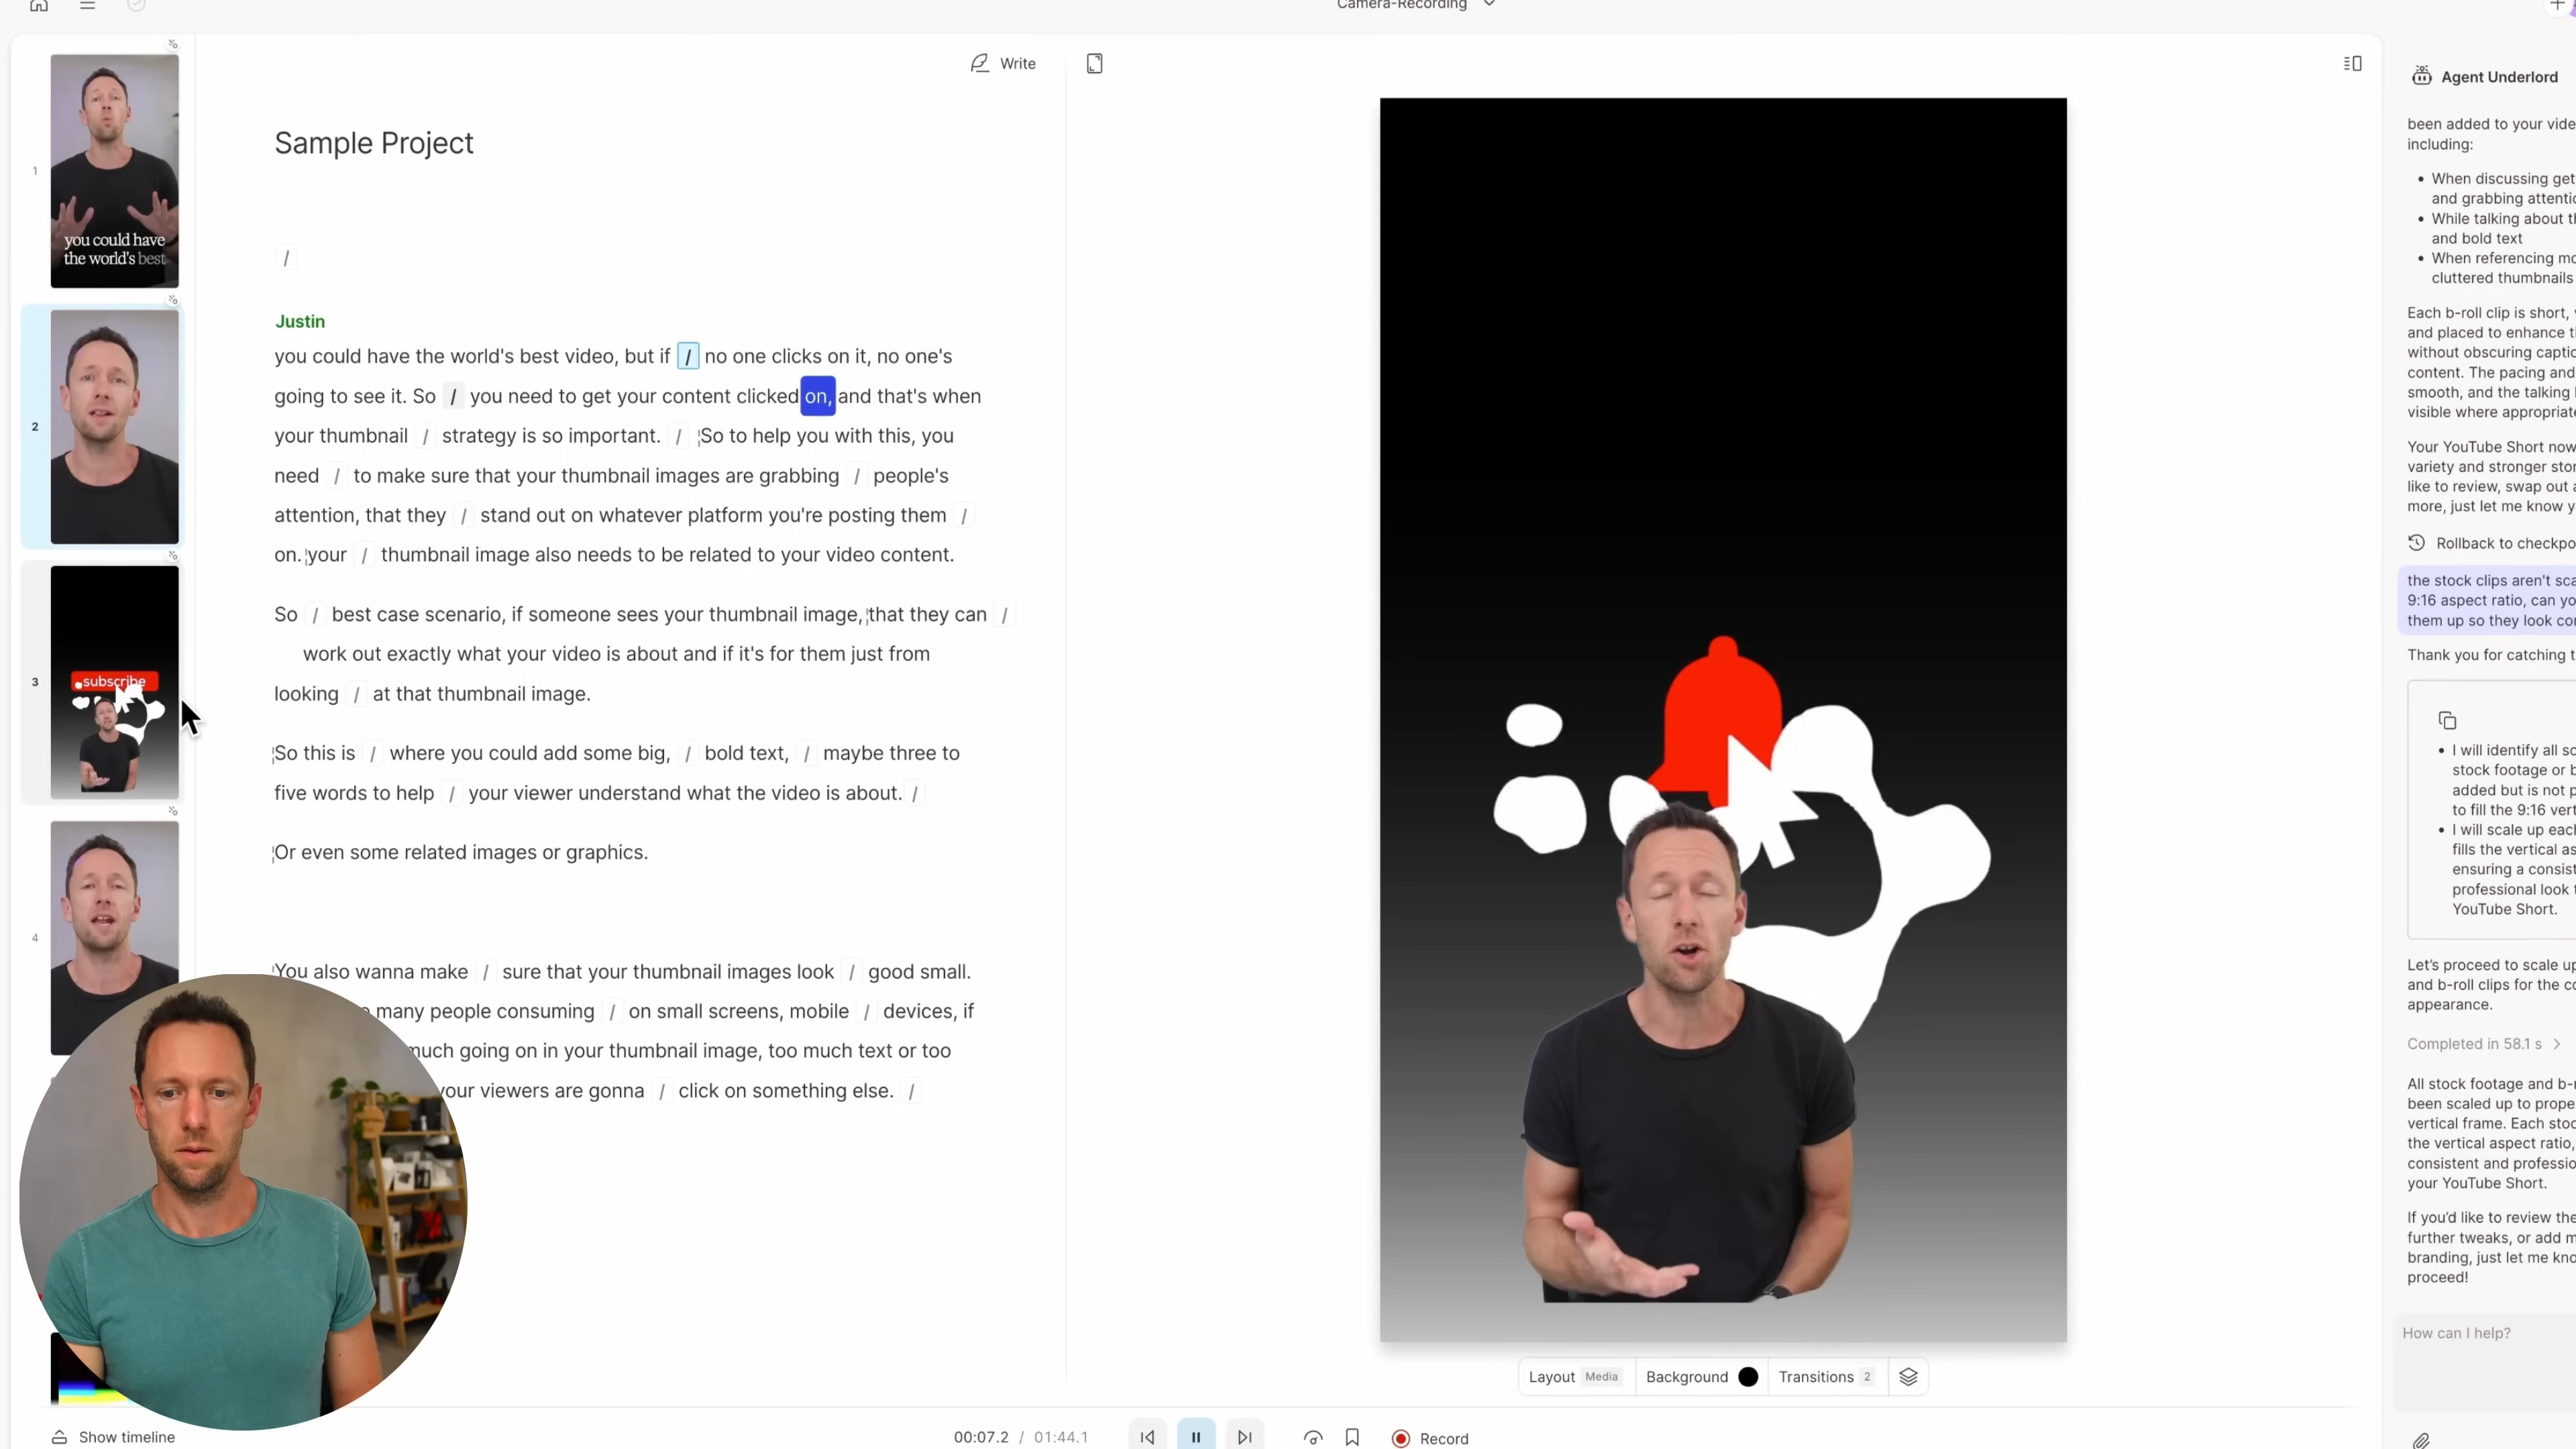 Camera-Recording
Write
Agent Underlord
Sample Project
/
Justin
you could have the world's best video, but if / no one clicks on it, no one's
going to see it. So / you need to get your content clicked on, and that's when
your thumbnail / strategy is so important. / So to help you with this, you
need / to make sure that your thumbnail images are grabbing / people's
attention, that they / stand out on whatever platform you're posting them /
on. your / thumbnail image also needs to be related to your video content.
So / best case scenario, if someone sees your thumbnail image, that they can /
work out exactly what your video is about and if it's for them just from
looking / at that thumbnail image.
So this is / where you could add some big, / bold text, / maybe three to
five words to help / your viewer understand what the video is about. /
Or even some related images or graphics.
You also wanna make / sure that your thumbnail images look / good small.
many people consuming / on small screens, mobile / devices, if
much going on in your thumbnail image, too much text or too
your viewers are gonna / click on something else. /
1
you could have
the world's best
2
3
subscribe
4
been added to your vide
including:
• When discussing get
and grabbing attentio
• While talking about t
and bold text
• When referencing mo
cluttered thumbnails
Each b-roll clip is short,
and placed to enhance t
without obscuring captio
content. The pacing and
smooth, and the talking
visible where appropriate
Your YouTube Short now
variety and stronger stor
like to review, swap out
more, just let me know y
Rollback to checkpo
the stock clips aren't sca
9:16 aspect ratio, can yo
them up so they look co
Thank you for catching t
• I will identify all so
stock footage or b
added but is not p
to fill the 9:16 vert
• I will scale up each
fills the vertical as
ensuring a consist
professional look
YouTube Short.
Let's proceed to scale up
and b-roll clips for the co
appearance.
Completed in 58.1 s
All stock footage and b-r
been scaled up to prope
vertical frame. Each stoc
the vertical aspect ratio,
consistent and professio
your YouTube Short.
If you'd like to review the
further tweaks, or add m
branding, just let me kno
proceed!
How can I help?
Layout Media Background Transitions 2
Show timeline
00:07.2 / 01:44.1
Record